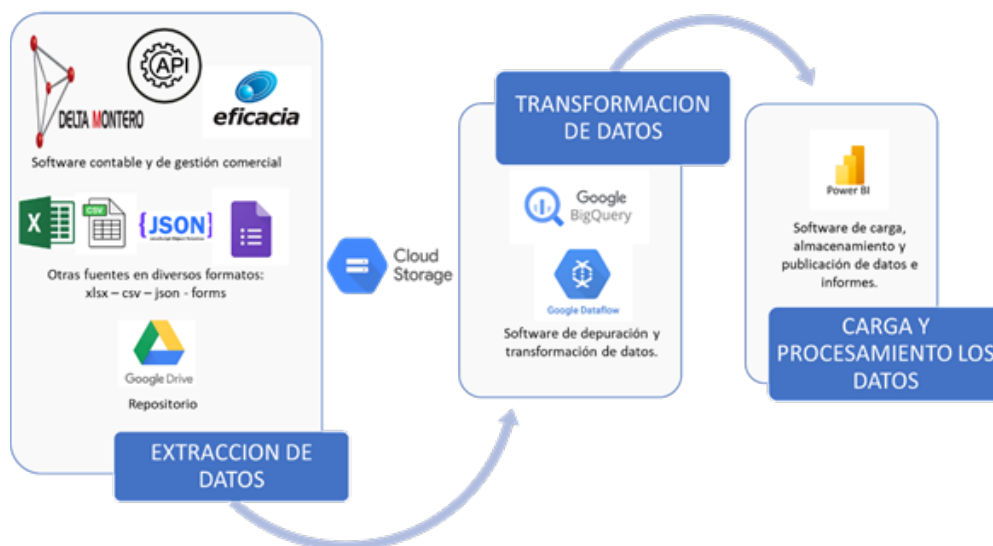 API
DELTA MONTERO
eficacia
Software contable y de gestión comercial
X
CSV
{JSON}
Otras fuentes en diversos formatos:
xlsx – csv – json - forms
Google Drive
Repositorio
EXTRACCION DE
DATOS
Cloud
Storage
TRANSFORMACION
DE DATOS
Google
BigQuery
Google Dataflow
Software de depuración y
transformación de datos.
Power BI
Software de carga,
almacenamiento y
publicación de datos e
informes.
CARGA Y
PROCESAMIENTO LOS
DATOS